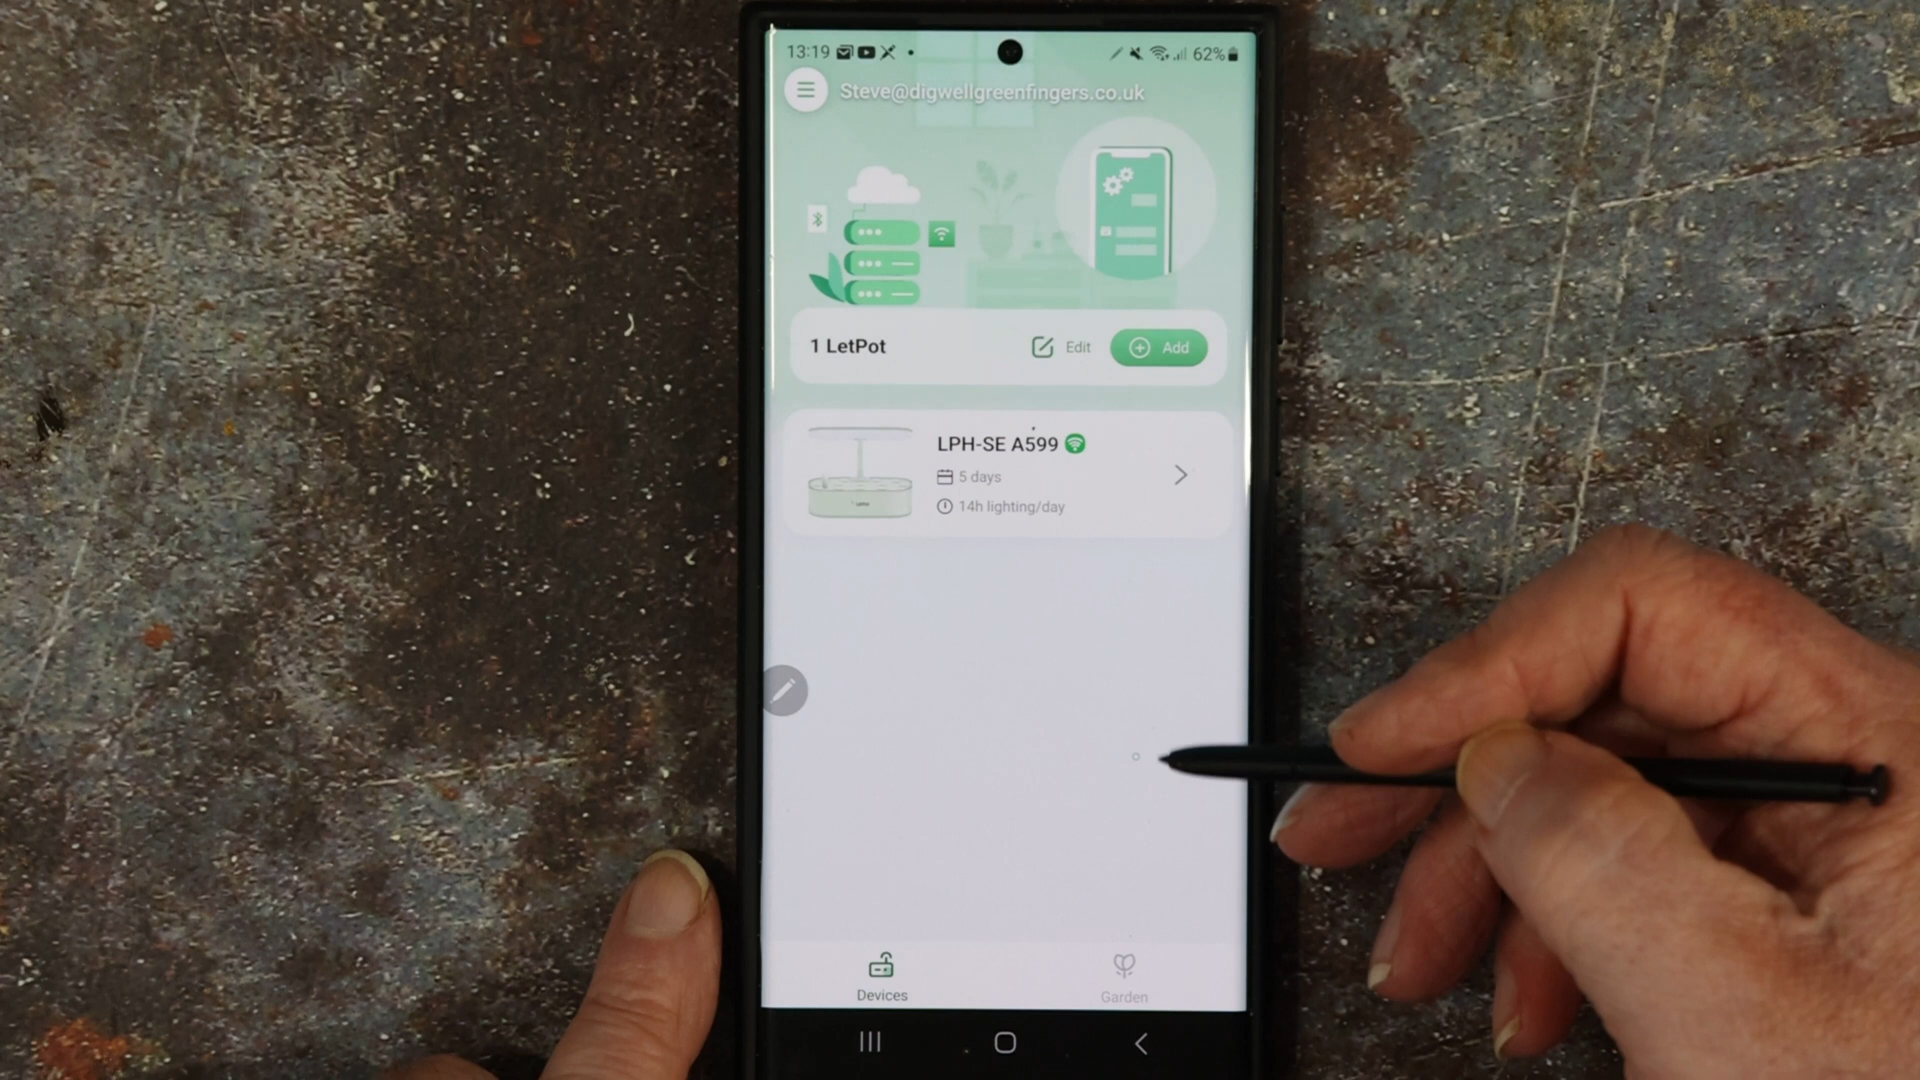 13:19
62%
Steve@digwellgreenfingers.co.uk
1 LetPot
Edit
Add
LPH-SE A599
5 days
14h lighting/day
Devices
Garden